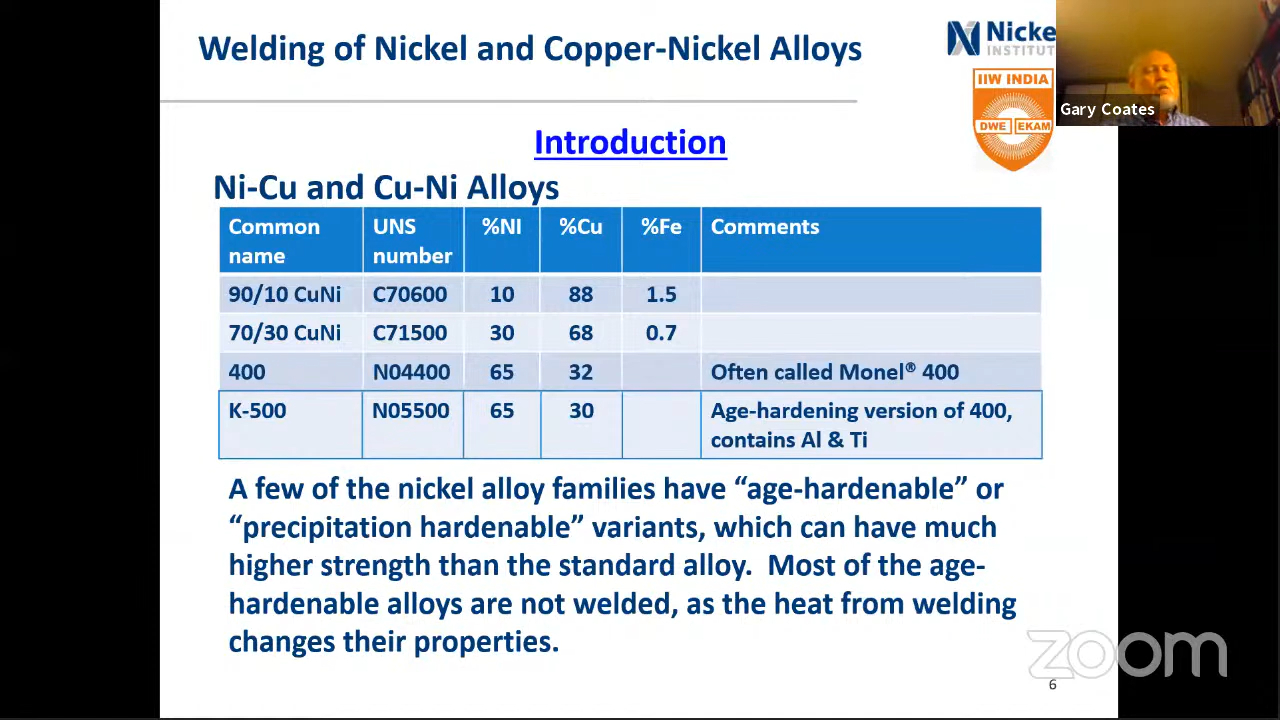 Welding of Nickel and Copper-Nickel Alloys
Nicke
INSTITUT
IIW INDIA
DWE EKAM
Gary Coates
Introduction
Ni-Cu and Cu-Ni Alloys
Common name UNS number %NI %Cu %Fe Comments
90/10 CuNi C70600 10 88 1.5
70/30 CuNi C71500 30 68 0.7
400 N04400 65 32 Often called Monel® 400
K-500 N05500 65 30 Age-hardening version of 400,
contains Al & Ti
A few of the nickel alloy families have “age-hardenable” or
“precipitation hardenable” variants, which can have much
higher strength than the standard alloy. Most of the age-
hardenable alloys are not welded, as the heat from welding
changes their properties.
zoom
6